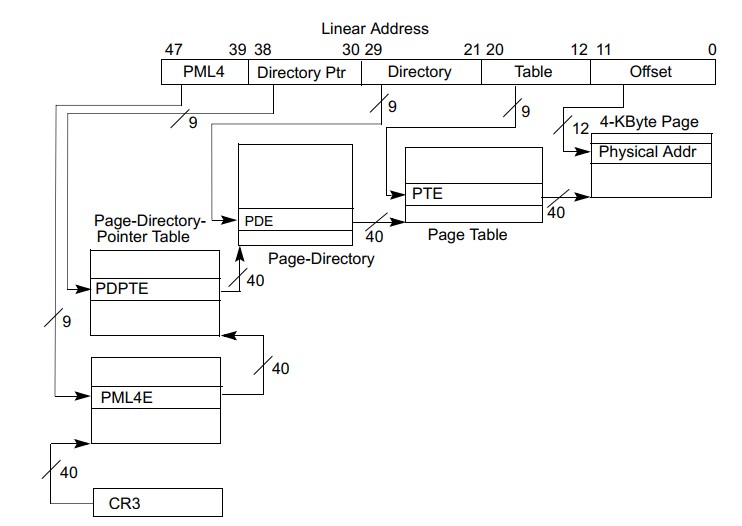 Linear Address
47 39 38 30 29 21 20 12 11 0
PML4 Directory Ptr Directory Table Offset
9
9
9
12
4-KByte Page
Physical Addr
PTE
40
Page Table
PDE
40
Page-Directory
Page-Directory-
Pointer Table
40
PDPTE
9
40
PML4E
40
CR3